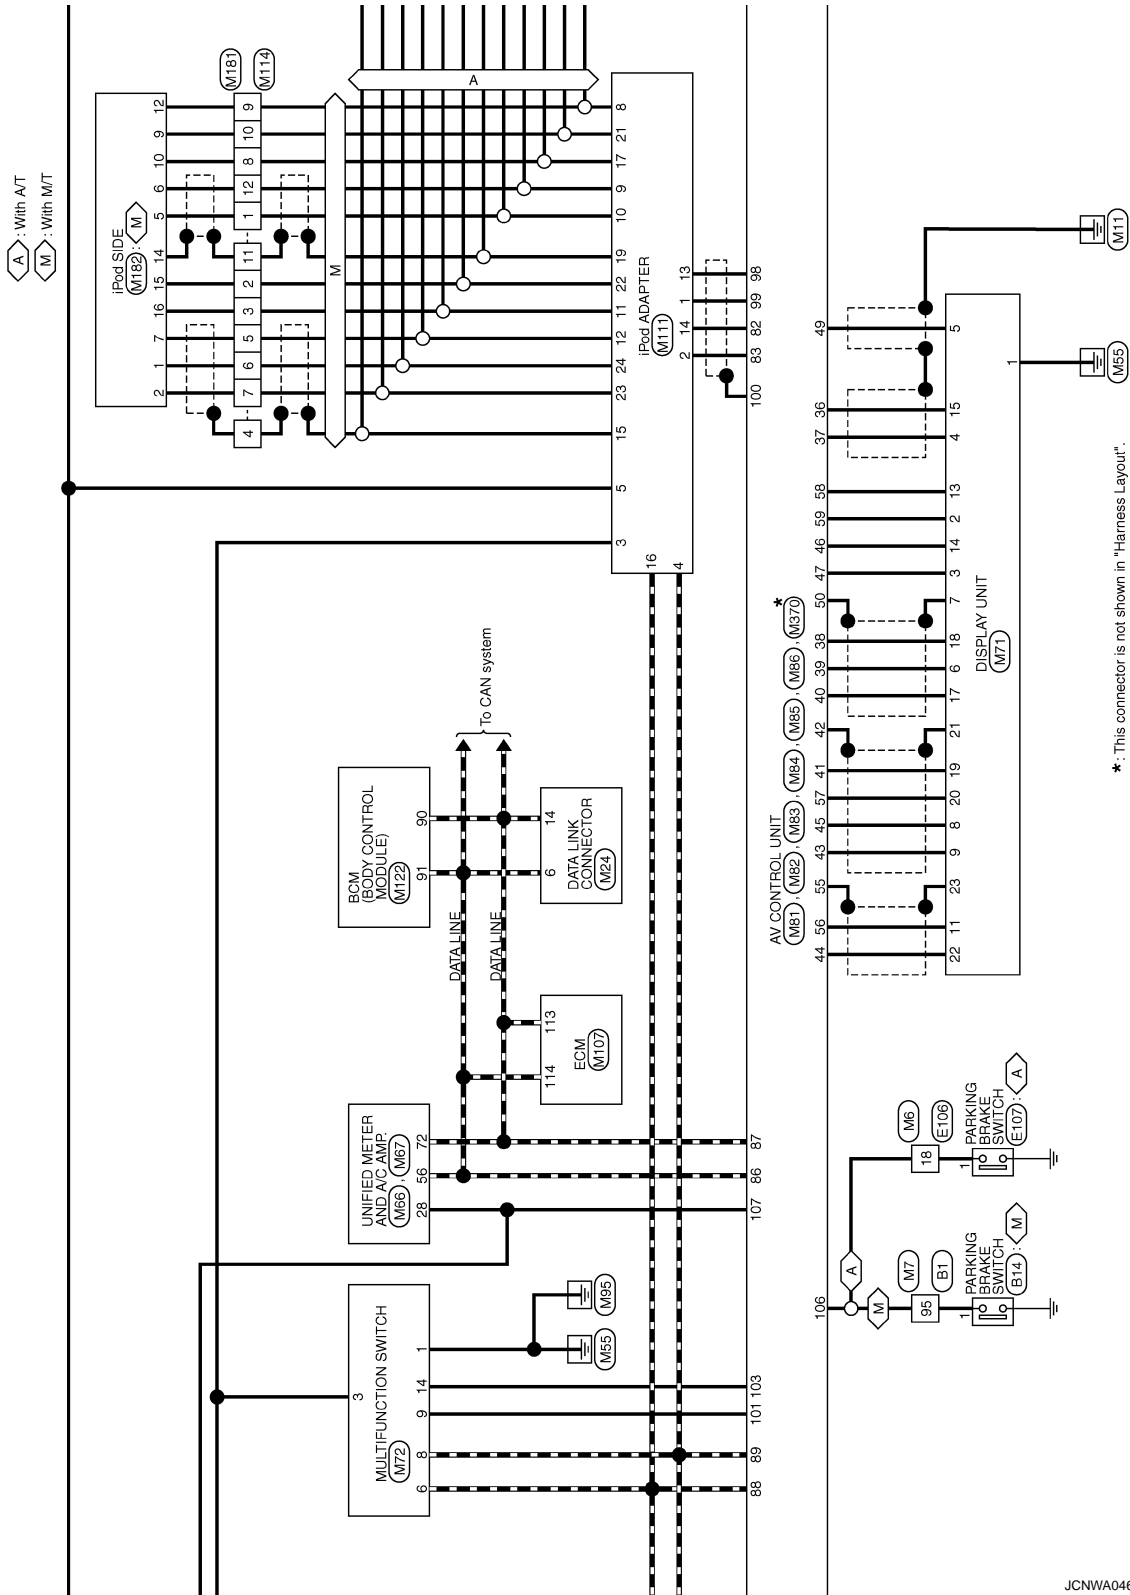 A : With A/T
M : With M/T
iPod SIDE
M182 : M
12 9 10 6 5 14 15 16 7 1 2
M181
M114
9 10 8 12 1 11 2 3 5 6 7 4
M
A
8 21 17 9 10 19 22 11 12 24 23 15 5 3
iPod ADAPTER
M111
16 4
13 1 14 2
98 99 82 83 100
To CAN system
BCM
(BODY CONTROL
MODULE)
M122
91 90
DATA LINE
DATA LINE
6 14
DATA LINK
CONNECTOR
M24
114 113
ECM
M107
UNIFIED METER
AND A/C AMP.
M66 , M67
28 56 72
107 86 87
MULTIFUNCTION SWITCH
M72
3
6 8 9 14 1
M55
M95
88 89 101 103
AV CONTROL UNIT
M81 , M82 , M83 , M84 , M85 , M86 , M370 *
106
44 56 55 43 45 57 41 42 40 39 38 50 47 46 59 58 37 36 49
22 11 23 9 8 20 19 21 17 6 18 7 3 14 2 13 4 15 5
1
DISPLAY UNIT
M71
M11
M55
A
M
M7
95
B1
1
PARKING
BRAKE
SWITCH
B14 : M
M6
18
E106
1
PARKING
BRAKE
SWITCH
E107 : A
* : This connector is not shown in "Harness Layout".